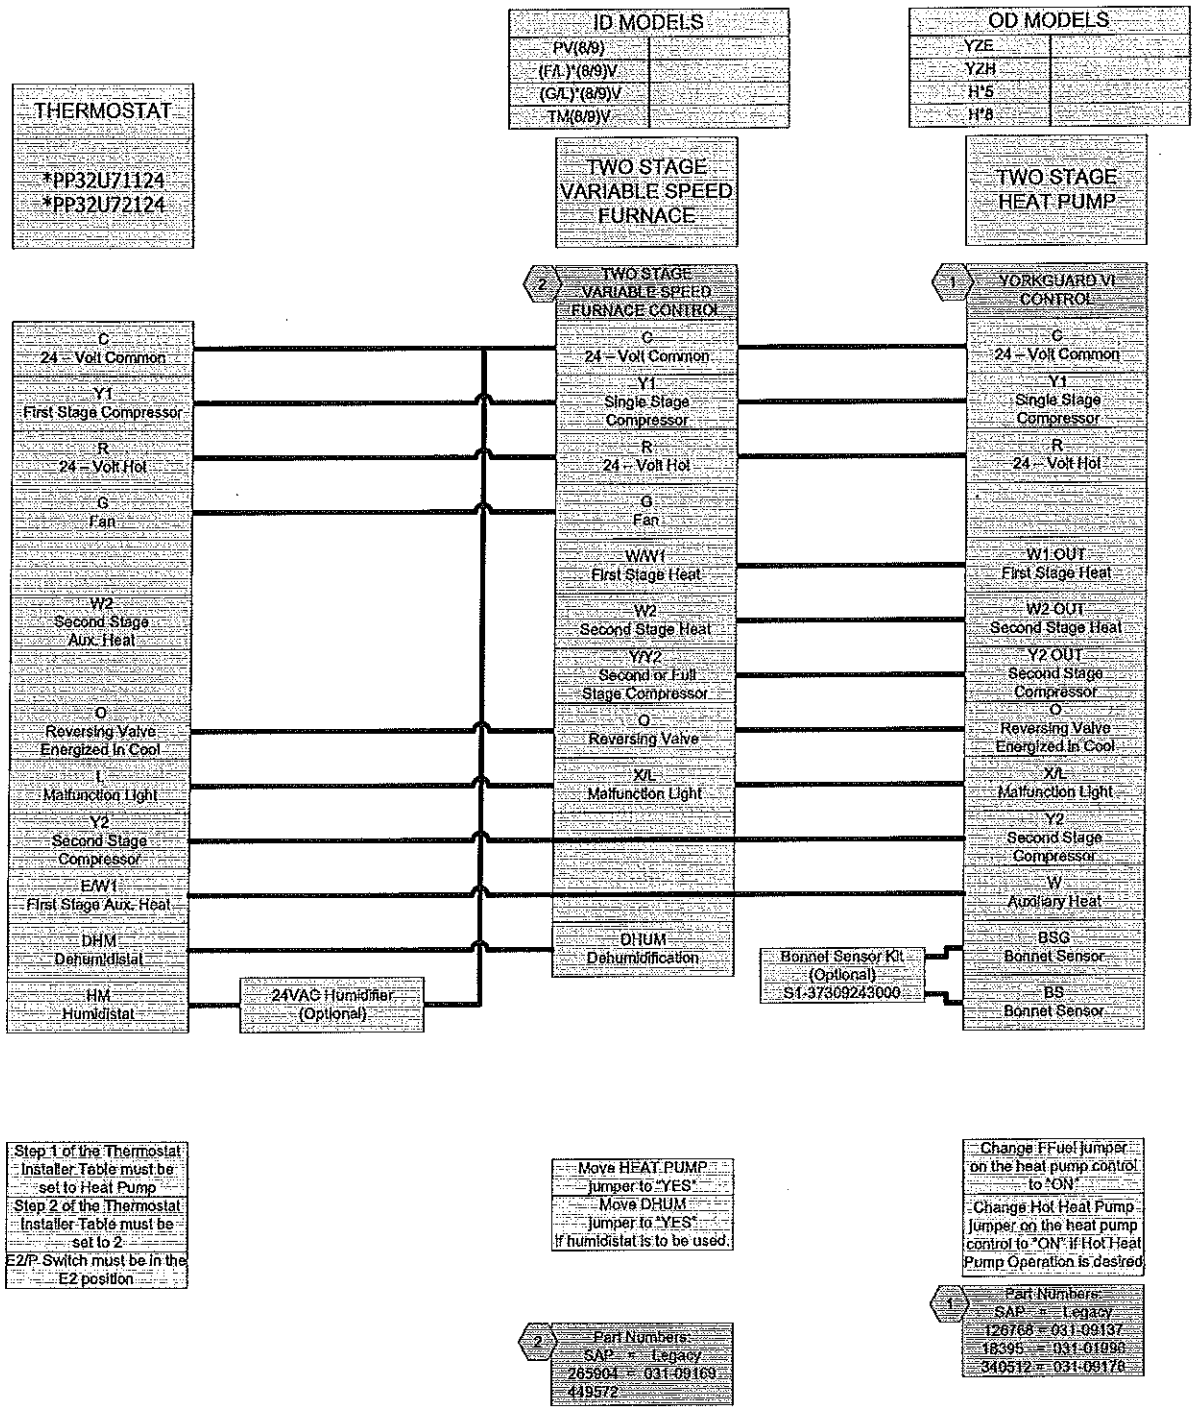 ID MODELS
PV(8/9)
(F/L)*(8/9)V
(G/L)*(8/9)V
TM(8/9)V
OD MODELS
YZE
YZH
H*5
H*8
THERMOSTAT
*PP32U71124
*PP32U72124
TWO STAGE
VARIABLE SPEED
FURNACE
TWO STAGE
HEAT PUMP
2
TWO STAGE
VARIABLE SPEED
FURNACE CONTROL
1
YORKGUARD VI
CONTROL
C
24 – Volt Common
Y1
First Stage Compressor
R
24 – Volt Hot
G
Fan
W2
Second Stage
Aux. Heat
O
Reversing Valve
Energized in Cool
L
Malfunction Light
Y2
Second Stage
Compressor
E/W1
First Stage Aux. Heat
DHM
Dehumidistat
HM
Humidistat
24VAC Humidifier
(Optional)
C
24 – Volt Common
Y1
Single Stage
Compressor
R
24 – Volt Hot
G
Fan
W/W1
First Stage Heat
W2
Second Stage Heat
Y/Y2
Second or Full
Stage Compressor
O
Reversing Valve
X/L
Malfunction Light
DHUM
Dehumidification
Bonnet Sensor Kit
(Optional)
S1-37309243000
C
24 – Volt Common
Y1
Single Stage
Compressor
R
24 – Volt Hot
W1 OUT
First Stage Heat
W2 OUT
Second Stage Heat
Y2 OUT
Second Stage
Compressor
O
Reversing Valve
Energized in Cool
X/L
Malfunction Light
Y2
Second Stage
Compressor
W
Auxiliary Heat
BSG
Bonnet Sensor
BS
Bonnet Sensor
Step 1 of the Thermostat
Installer Table must be
set to Heat Pump
Step 2 of the Thermostat
Installer Table must be
set to 2
E2/P Switch must be in the
E2 position
Move HEAT PUMP
jumper to "YES"
Move DHUM
jumper to "YES"
if humidistat is to be used.
Change FFuel jumper
on the heat pump control
to "ON"
Change Hot Heat Pump
jumper on the heat pump
control to "ON" if Hot Heat
Pump Operation is desired
2
Part Numbers:
SAP = Legacy
265904 = 031-09169
449572
1
Part Numbers:
SAP = Legacy
126768 = 031-09137
18395 = 031-01996
340512 = 031-09178